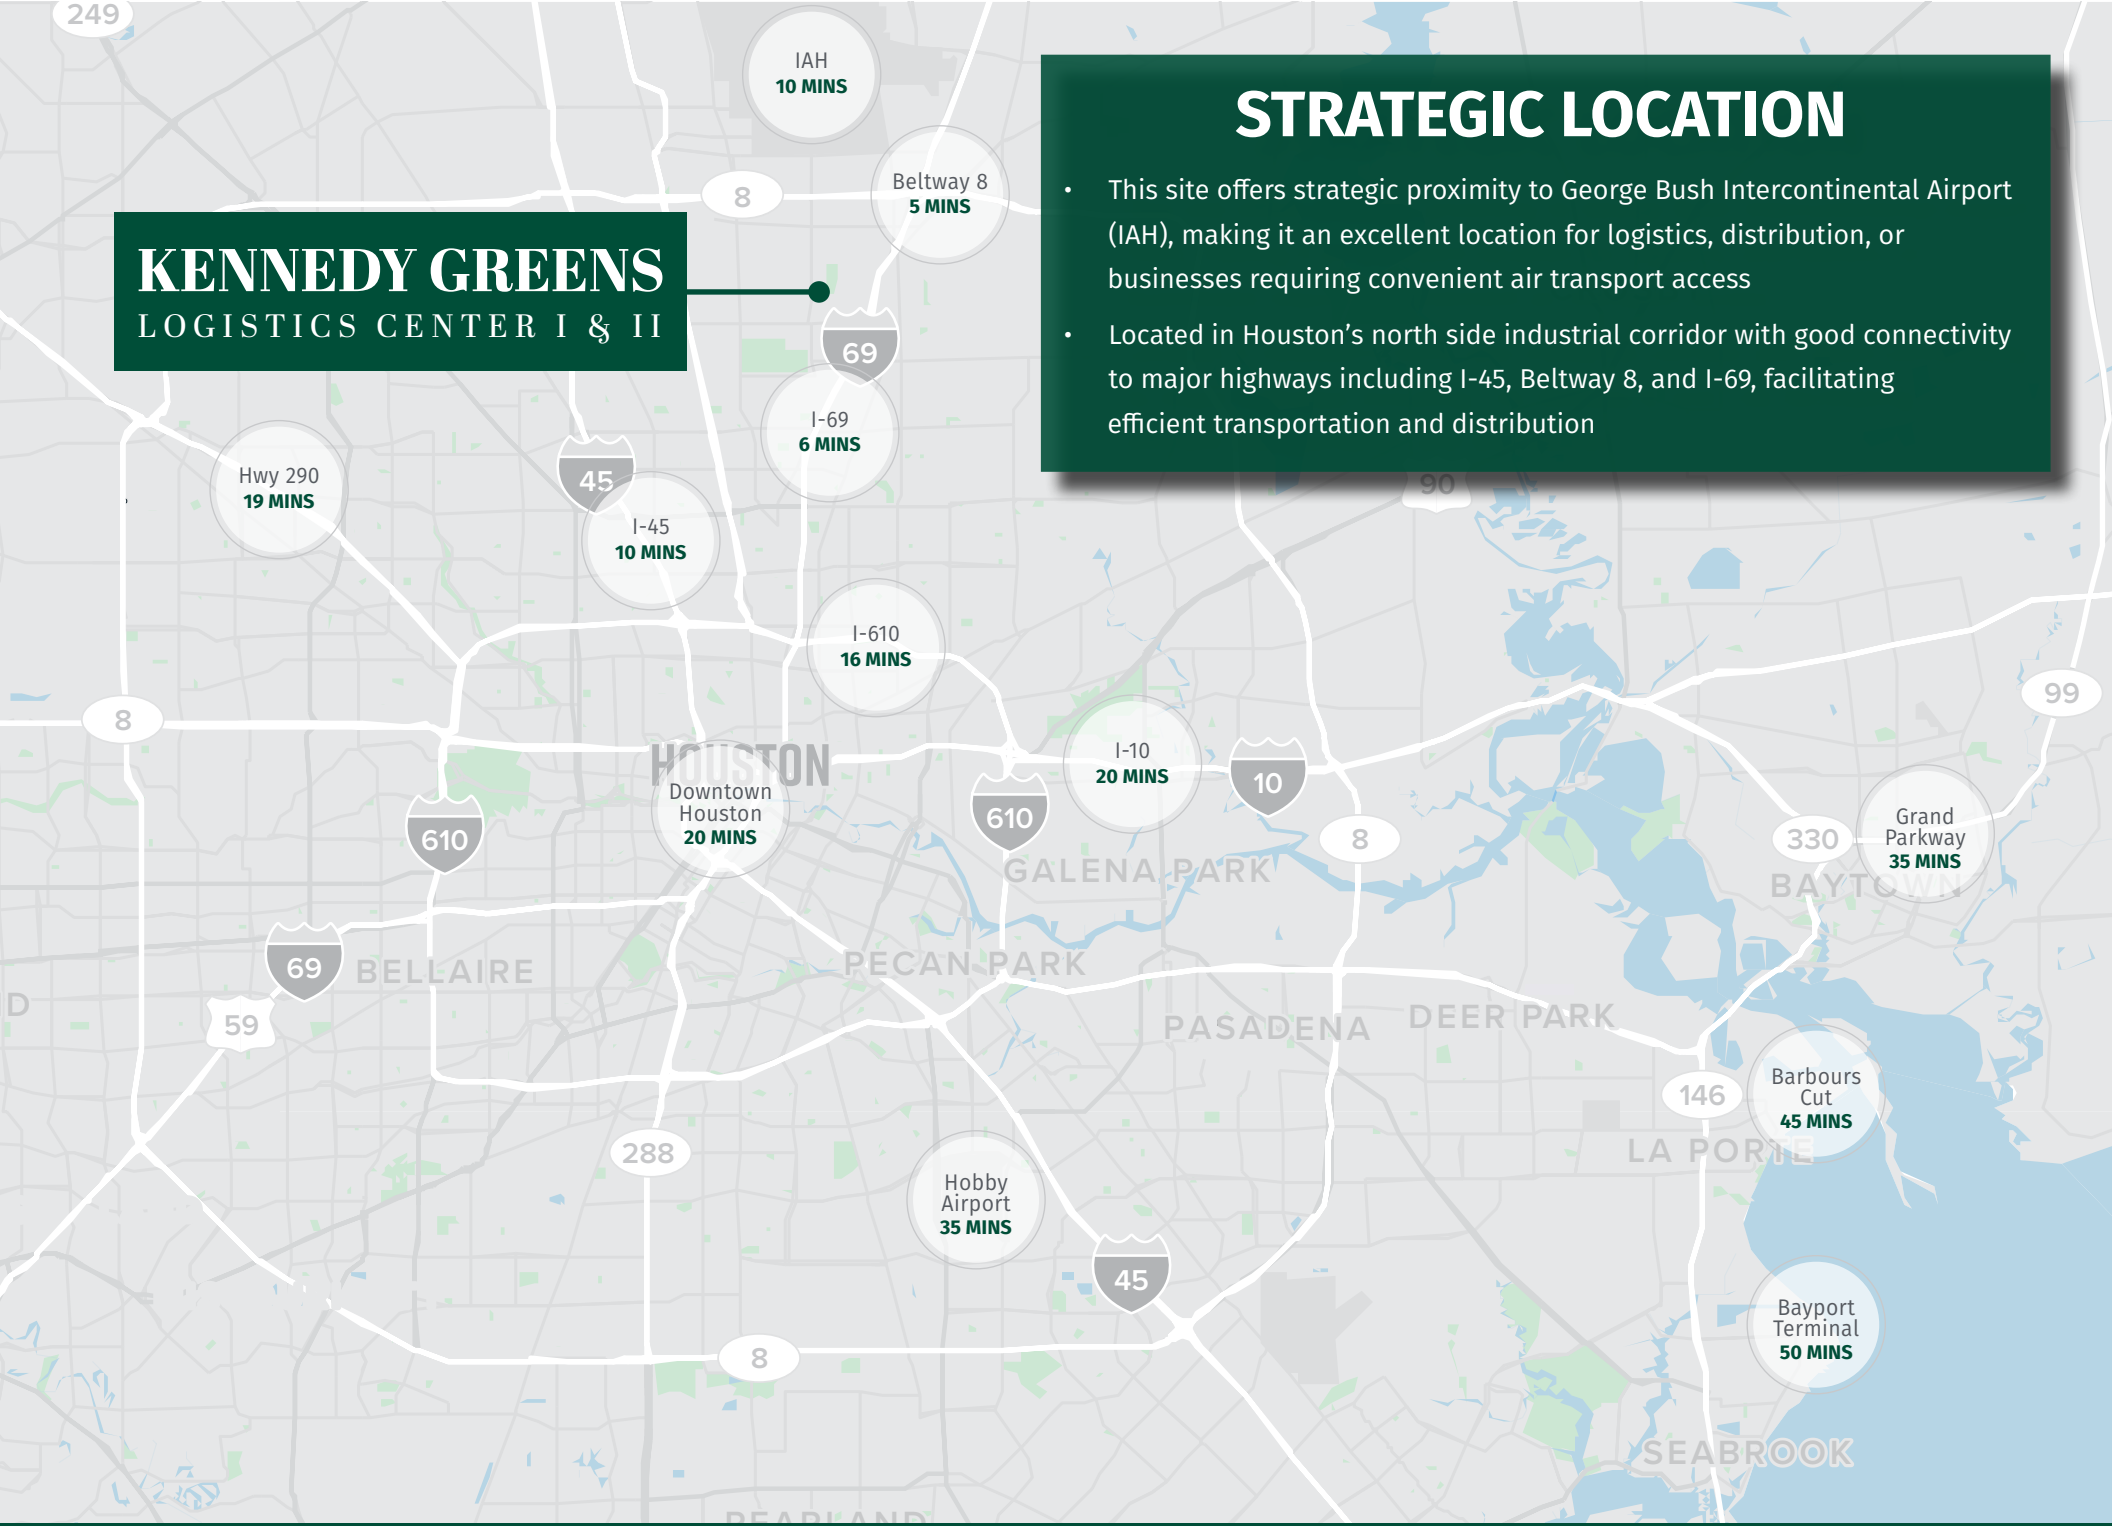 249
IAH
10 MINS
STRATEGIC LOCATION
• This site offers strategic proximity to George Bush Intercontinental Airport
(IAH), making it an excellent location for logistics, distribution, or
businesses requiring convenient air transport access
• Located in Houston’s north side industrial corridor with good connectivity
to major highways including I-45, Beltway 8, and I-69, facilitating
efficient transportation and distribution
8
Beltway 8
5 MINS
KENNEDY GREENS
LOGISTICS CENTER I & II
69
I-69
6 MINS
Hwy 290
19 MINS
45
I-45
10 MINS
90
I-610
16 MINS
99
8
HOUSTON
Downtown
Houston
20 MINS
I-10
20 MINS
10
610
610
8
330
Grand
Parkway
35 MINS
GALENA PARK
BAYTOWN
69
BELLAIRE
PECAN PARK
D
59
PASADENA
DEER PARK
146
Barbours
Cut
45 MINS
LA PORTE
288
Hobby
Airport
35 MINS
45
Bayport
Terminal
50 MINS
8
SEABROOK
PEARLAND